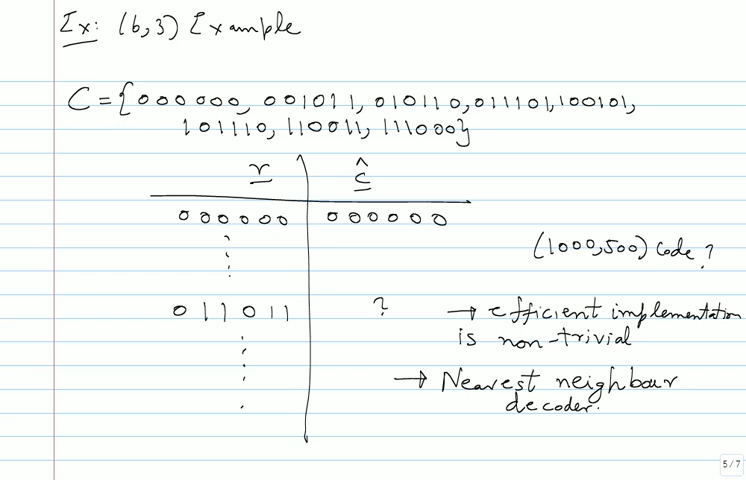 Ex: (6,3) Example
C = {000000, 001011, 010110, 011101, 100101,
101110, 110011, 111000}
r ĉ
000000 000000
(1000,500) code?
011011 ? → efficient implementation
is non-trivial
→ Nearest neighbour
decoder.
5/7